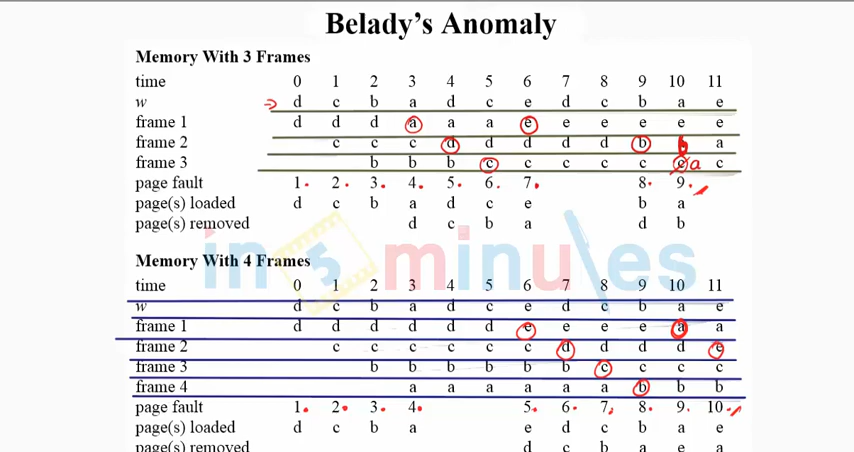 Belady's Anomaly
Memory With 3 Frames
time 0 1 2 3 4 5 6 7 8 9 10 11
w d c b a d c e d c b a e
frame 1 d d d a a a e e e e e e
frame 2 c c c d d d d d b b a
frame 3 b b b c c c c c c a c
page fault 1. 2. 3. 4. 5. 6. 7. 8. 9.
page(s) loaded d c b a d c e b a
page(s) removed d c b a d b
in 5 minutes
Memory With 4 Frames
time 0 1 2 3 4 5 6 7 8 9 10 11
w d c b a d c e d c b a e
frame 1 d d d d d d e e e e a a
frame 2 c c c c c c d d d d e
frame 3 b b b b b b c c c c
frame 4 a a a a a a b b b
page fault 1. 2. 3. 4. 5. 6. 7. 8. 9. 10.
page(s) loaded d c b a e d c b a e
page(s) removed d c b a e a